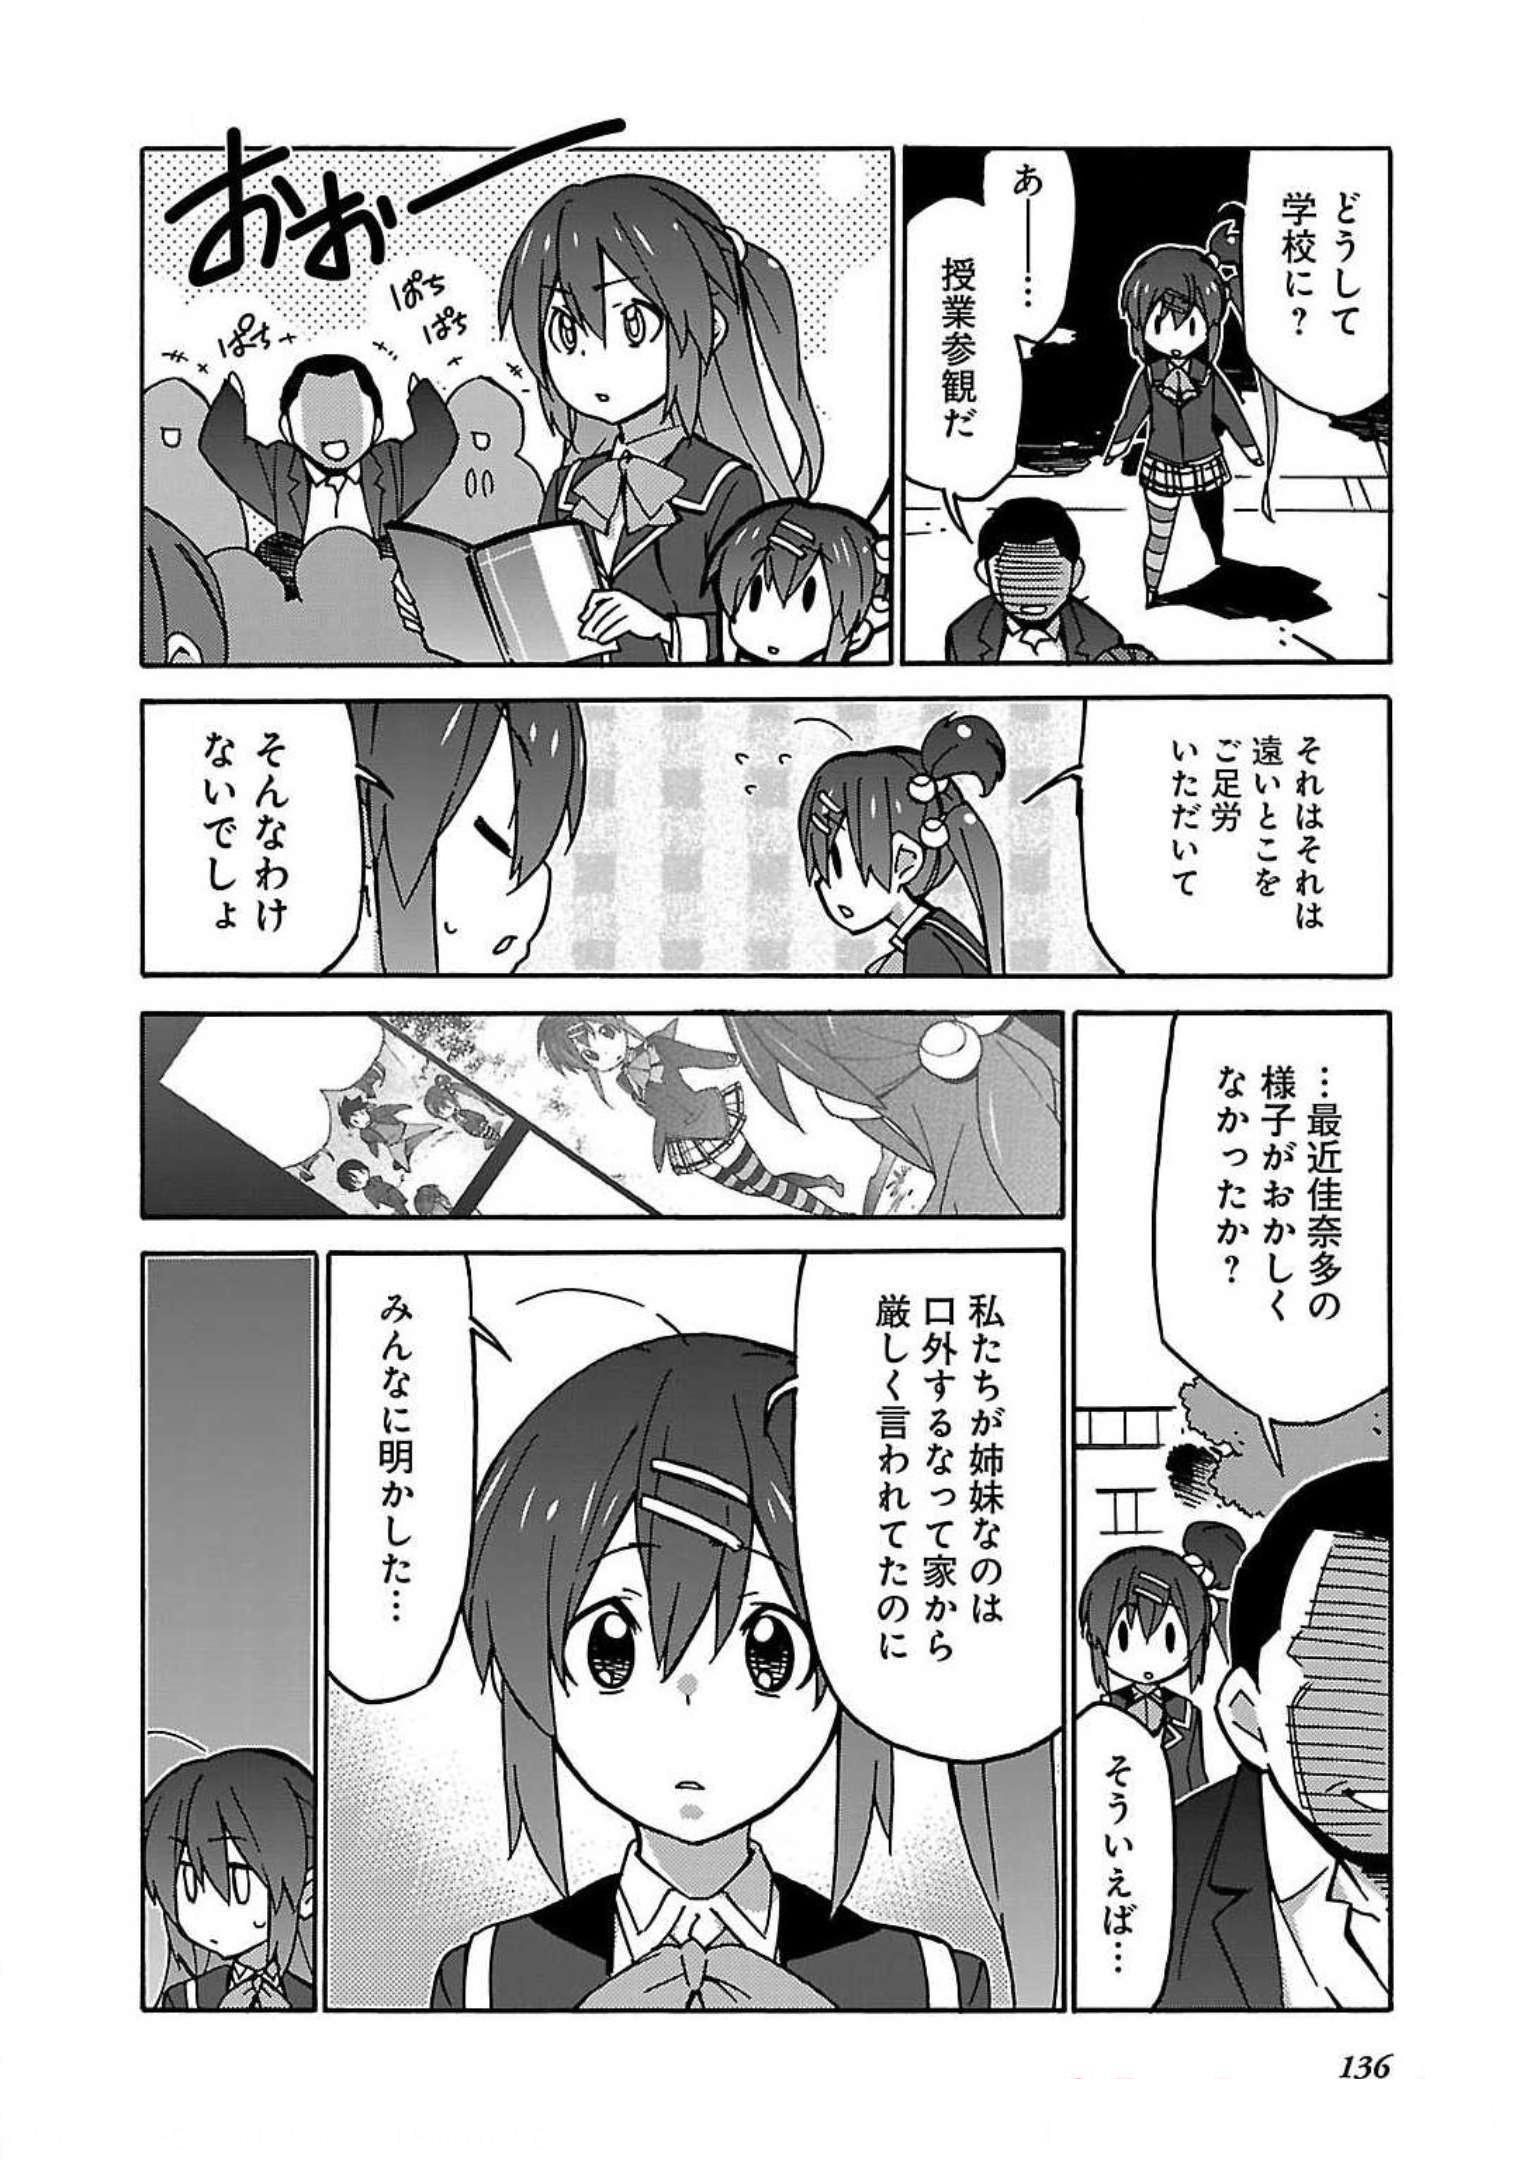 どうして
学校に?
あ――…
授業参観だ
おおー
ぱち
ぱち
ぱち
それはそれは
遠いとこを
ご足労
いただいて
そんなわけ
ないでしょ
…最近佳奈多の
様子がおかしく
なかったか?
そういえば…
私たちが姉妹なのは
口外するなって家から
厳しく言われてたのに
みんなに明かした…
136